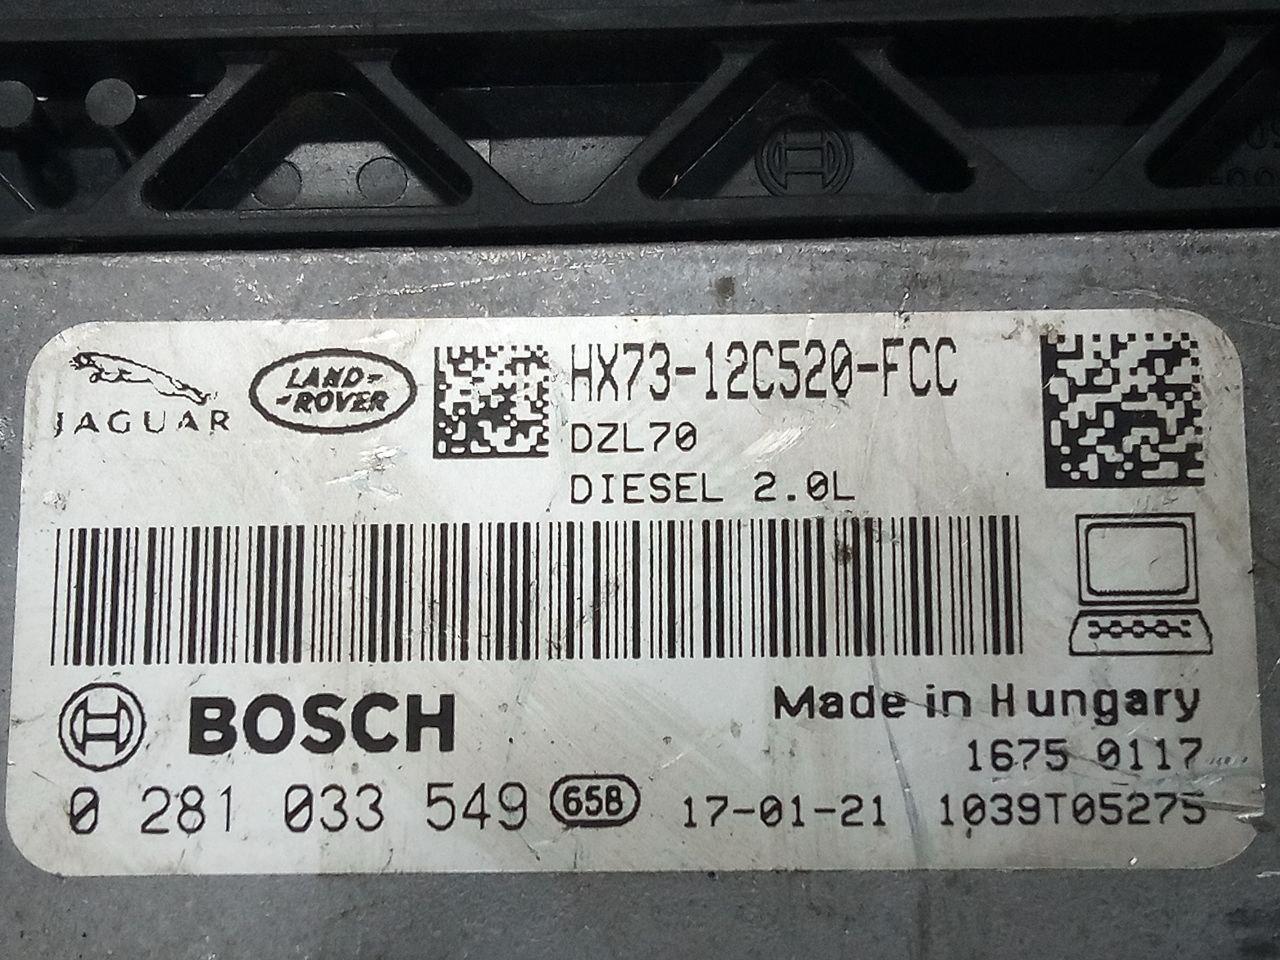 JAGUAR
LAND-
-ROVER
HX73-12C520-FCC
DZL70
DIESEL 2.0L
BOSCH
Made in Hungary
1675 0117
0 281 033 549 65B 17-01-21 1039T05275